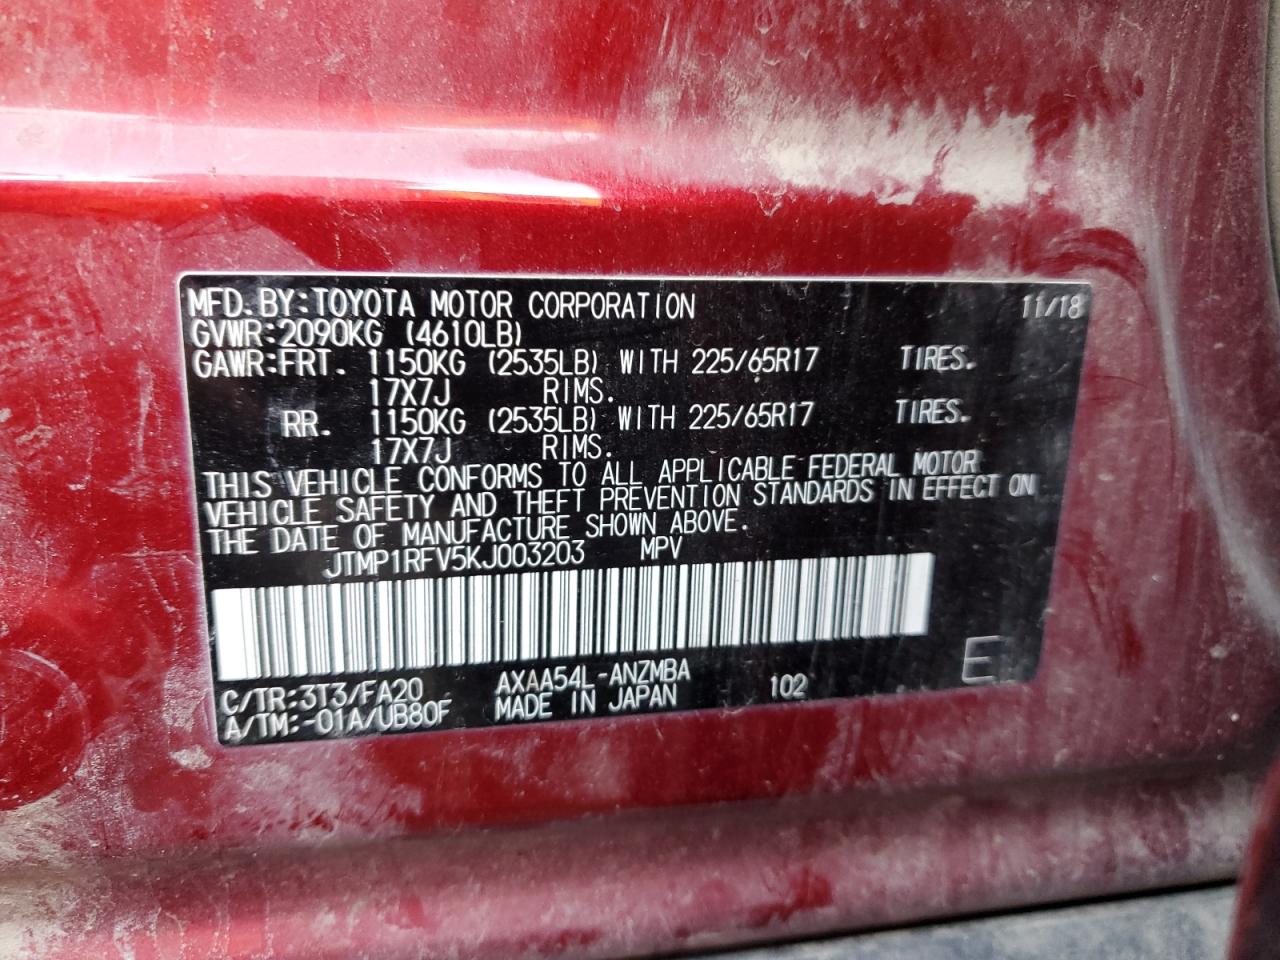 MFD.BY:TOYOTA MOTOR CORPORATION 11/18
GVWR:2090KG (4610LB)
GAWR:FRT. 1150KG (2535LB) WITH 225/65R17 TIRES.
17X7J RIMS.
RR. 1150KG (2535LB) WITH 225/65R17 TIRES.
17X7J RIMS.
THIS VEHICLE CONFORMS TO ALL APPLICABLE FEDERAL MOTOR
VEHICLE SAFETY AND THEFT PREVENTION STANDARDS IN EFFECT ON
THE DATE OF MANUFACTURE SHOWN ABOVE.
JTMP1RFV5KJ003203 MPV
E
C/TR:3T3/FA20 AXAA54L-ANZMBA 102
A/TM:-01A/UB80F MADE IN JAPAN